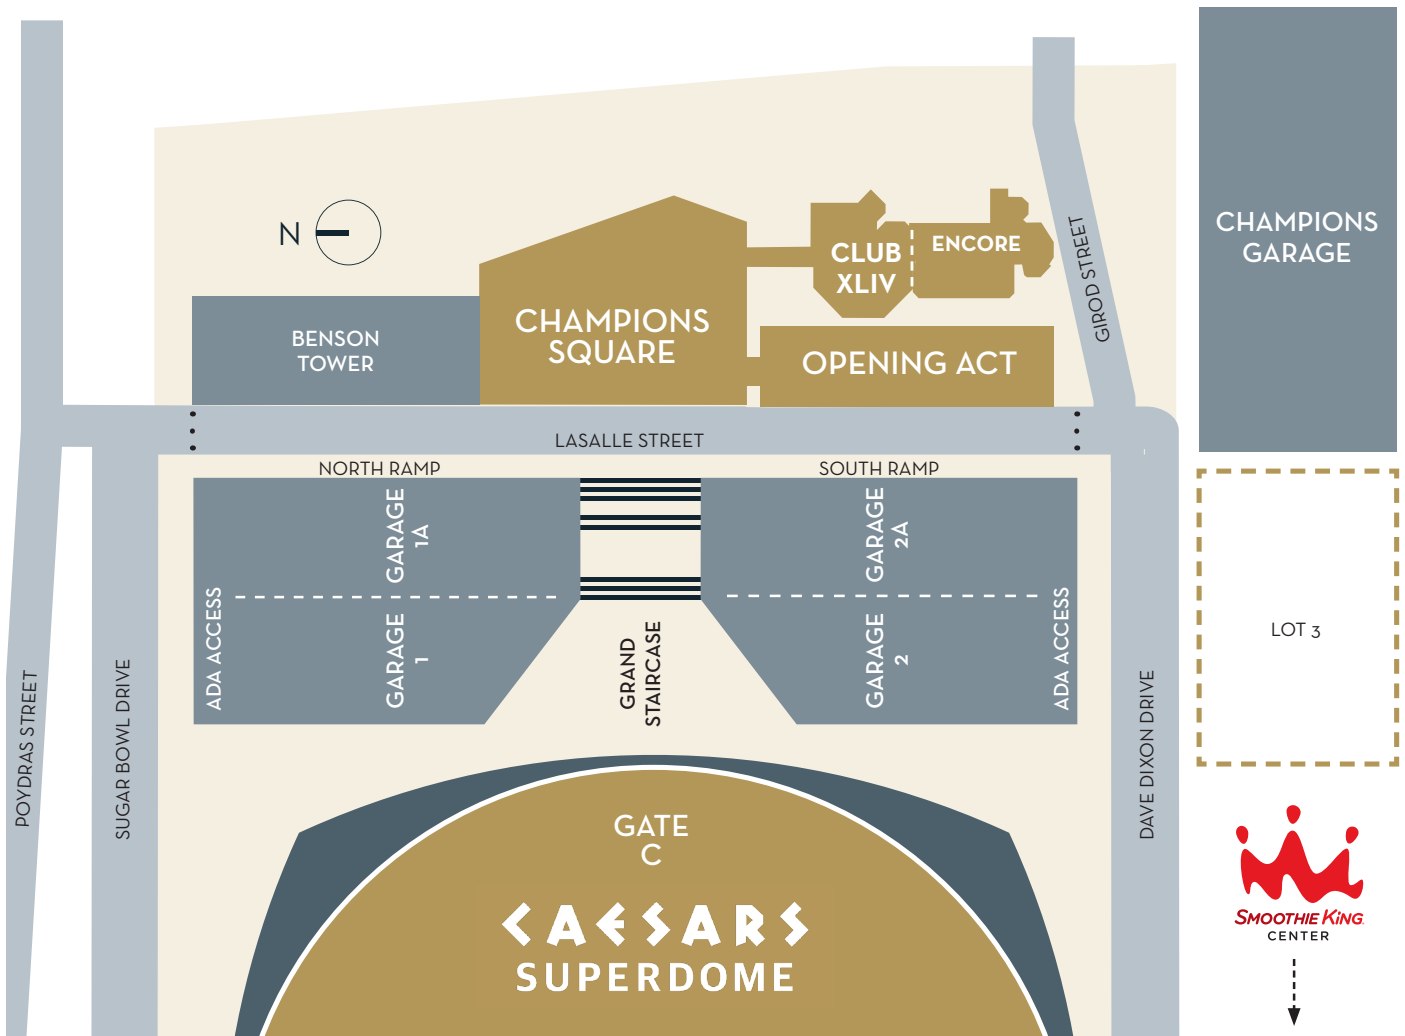 N
BENSON
TOWER
CHAMPIONS
SQUARE
CLUB
XLIV
ENCORE
OPENING ACT
GIROD STREET
CHAMPIONS
GARAGE
LASALLE STREET
NORTH RAMP
SOUTH RAMP
GARAGE
1A
GARAGE
2A
ADA ACCESS
GARAGE
1
GRAND
STAIRCASE
GARAGE
2
ADA ACCESS
LOT 3
POYDRAS STREET
SUGAR BOWL DRIVE
DAVE DIXON DRIVE
GATE
C
CAESARS
SUPERDOME
SMOOTHIE KING
CENTER